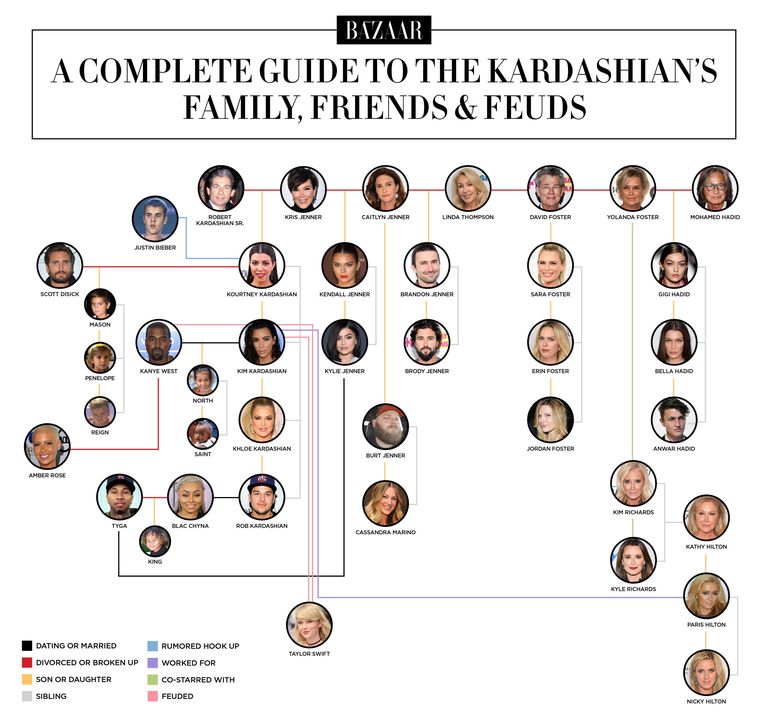 BAZAAR
A COMPLETE GUIDE TO THE KARDASHIAN'S
FAMILY, FRIENDS & FEUDS
ROBERT
KARDASHIAN SR.
KRIS JENNER
CAITLYN JENNER
LINDA THOMPSON
DAVID FOSTER
YOLANDA FOSTER
MOHAMED HADID
JUSTIN BIEBER
SCOTT DISICK
KOURTNEY KARDASHIAN
KENDALL JENNER
BRANDON JENNER
SARA FOSTER
GIGI HADID
MASON
KANYE WEST
KIM KARDASHIAN
KYLIE JENNER
BRODY JENNER
ERIN FOSTER
BELLA HADID
PENELOPE
NORTH
REIGN
SAINT
KHLOE KARDASHIAN
BURT JENNER
JORDAN FOSTER
ANWAR HADID
AMBER ROSE
TYGA
BLAC CHYNA
ROB KARDASHIAN
CASSANDRA MARINO
KIM RICHARDS
KATHY HILTON
KING
KYLE RICHARDS
PARIS HILTON
TAYLOR SWIFT
NICKY HILTON
DATING OR MARRIED
DIVORCED OR BROKEN UP
SON OR DAUGHTER
SIBLING
RUMORED HOOK UP
WORKED FOR
CO-STARRED WITH
FEUDED